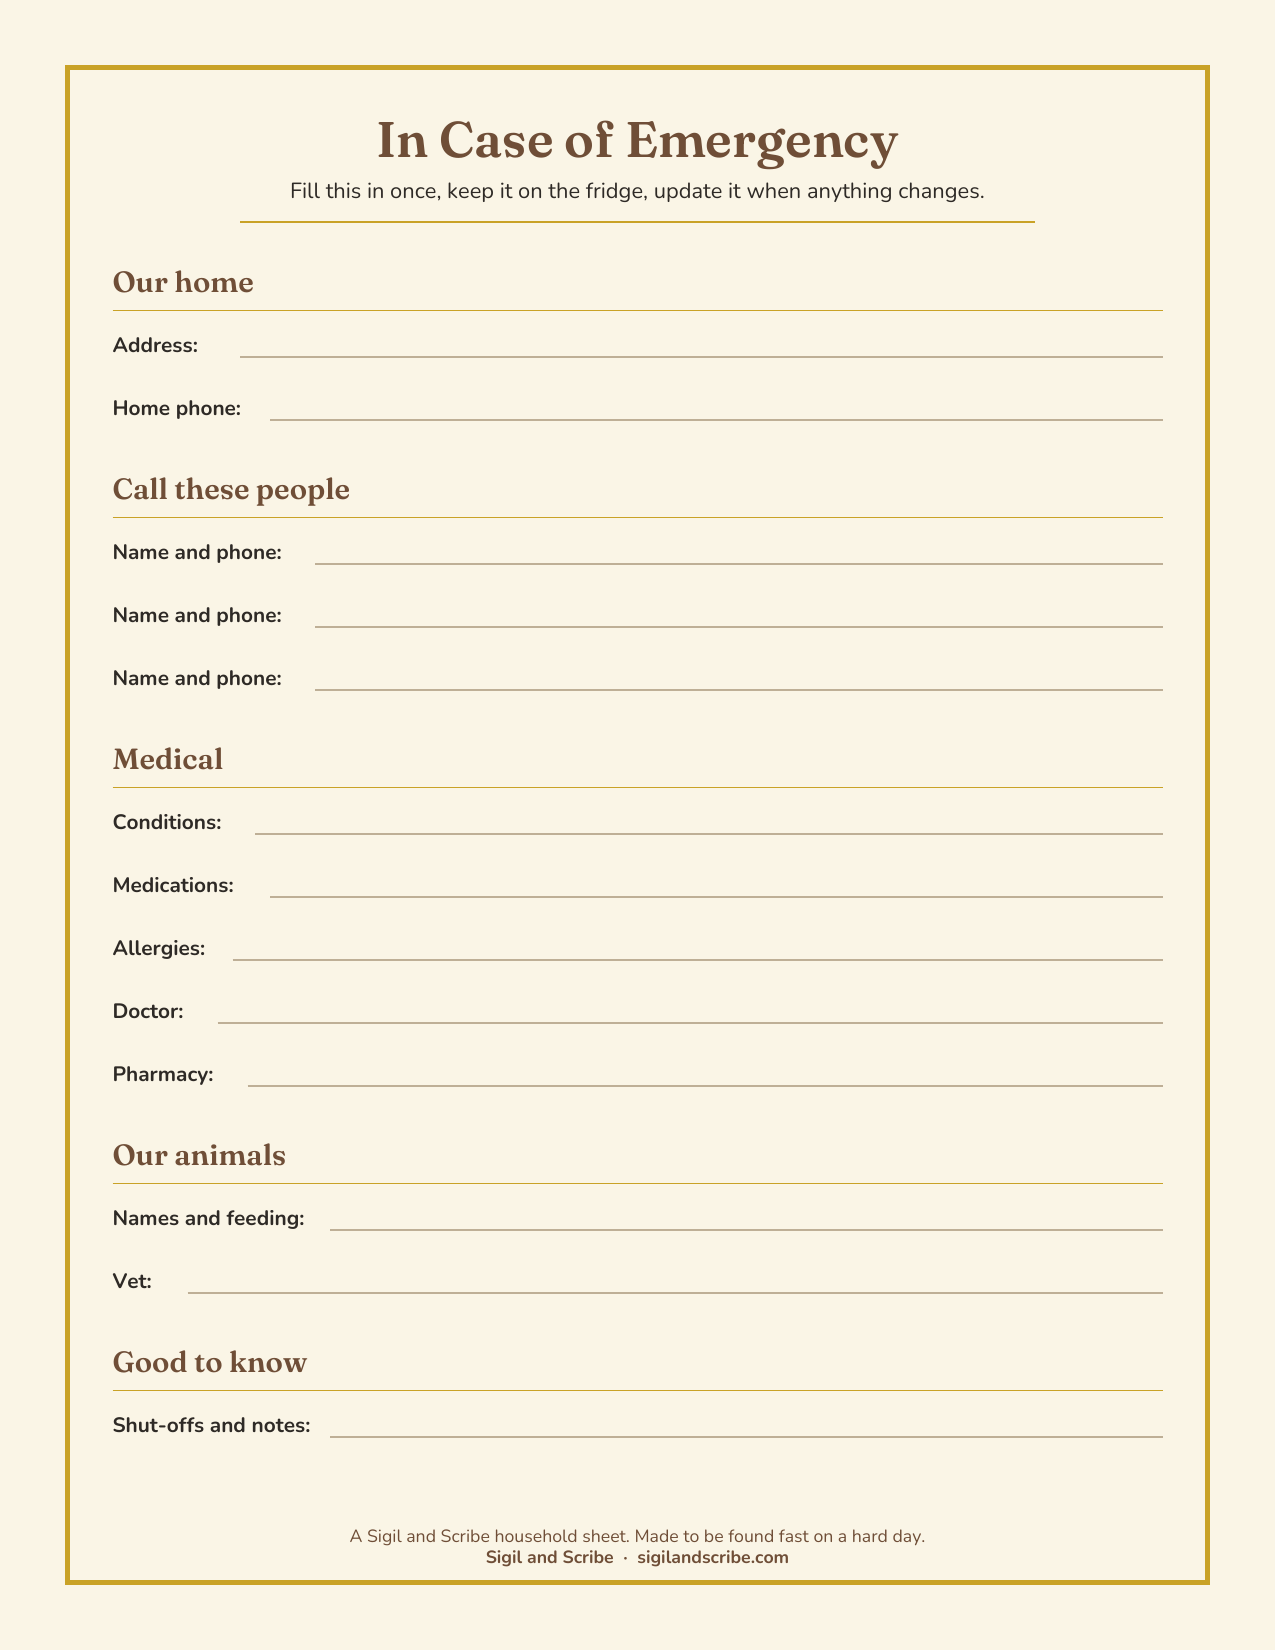 In Case of Emergency
Fill this in once, keep it on the fridge, update it when anything changes.
Our home
Address:
Home phone:
Call these people
Name and phone:
Name and phone:
Name and phone:
Medical
Conditions:
Medications:
Allergies:
Doctor:
Pharmacy:
Our animals
Names and feeding:
Vet:
Good to know
Shut-offs and notes:
A Sigil and Scribe household sheet. Made to be found fast on a hard day.
Sigil and Scribe · sigilandscribe.com